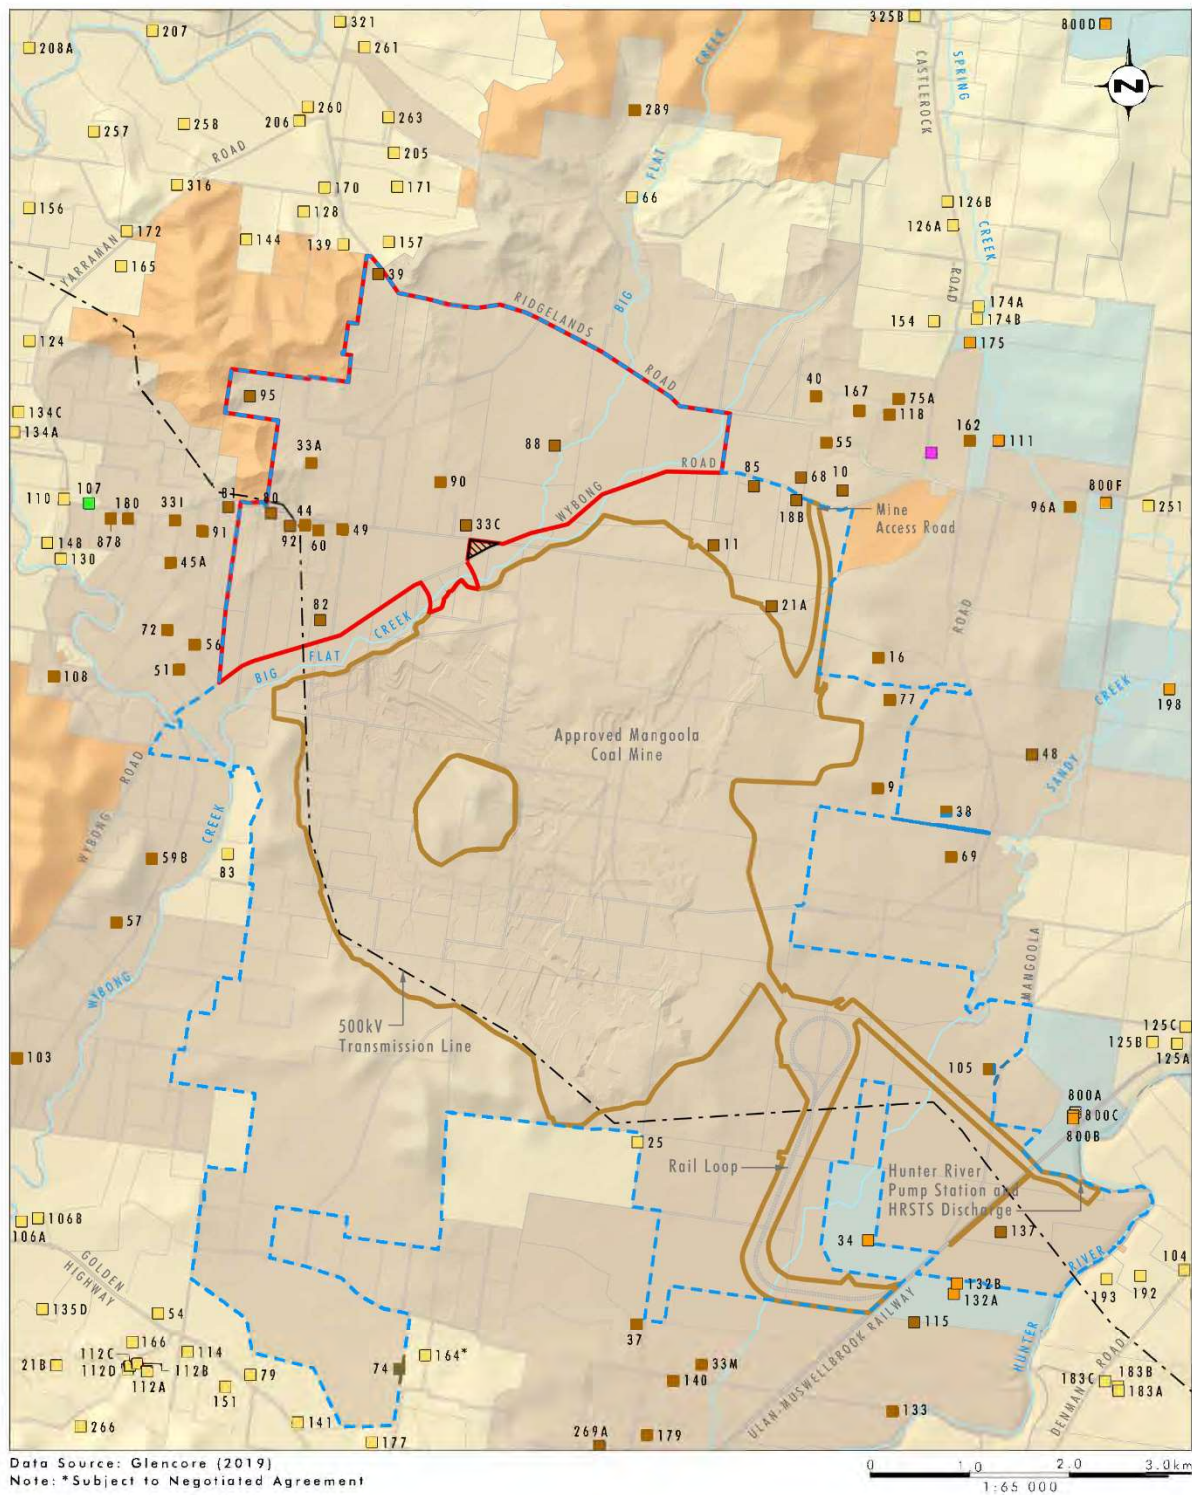 321
325B
800D
207
208A
261
CASTLEROCK
SPRING
CREEK
N
260
206
263
289
258
257
ROAD
205
FLAT
316
170
171
66
156
128
126B
172
126A
CREEK
YARRAMAN
144
139
157
165
39
ROAD
BIG
RIDGELANDS
174A
154
174B
124
175
ROAD
95
40
167
75A
134C
118
134A
33A
88
55
162
111
ROAD
85
68
10
107
90
WYBONG
800F
110
81
80
18B
96A
251
180
331
44
33C
Mine
Access Road
878
91
92
60
49
148
11
130
45A
21A
82
CREEK
ROAD
72
56
FLAT
16
51
BIG
108
CREEK
198
77
Approved Mangoola
Coal Mine
48
ROAD
SANDY
9
38
CREEK
WYBONG
59B
83
69
57
MANGOOLA
WYBONG
500kV
Transmission Line
125C
125B
125A
103
105
800A
800C
800B
25
Rail Loop
Hunter River
Pump Station and
HRSTS Discharge
106B
106A
34
137
GOLDEN
HIGHWAY
RIVER
104
132B
193
192
135D
54
132A
37
115
166
112C
114
164*
HUNTER
ROAD
21B
112D
112B
74
33M
112A
79
140
183C
183B
151
183A
ULAN-MUSWELLBROOK RAILWAY
DENMAN
266
141
133
177
269A
179
Data Source: Glencore (2019)
Note: *Subject to Negotiated Agreement
0 1.0 2.0 3.0km
1:65 000